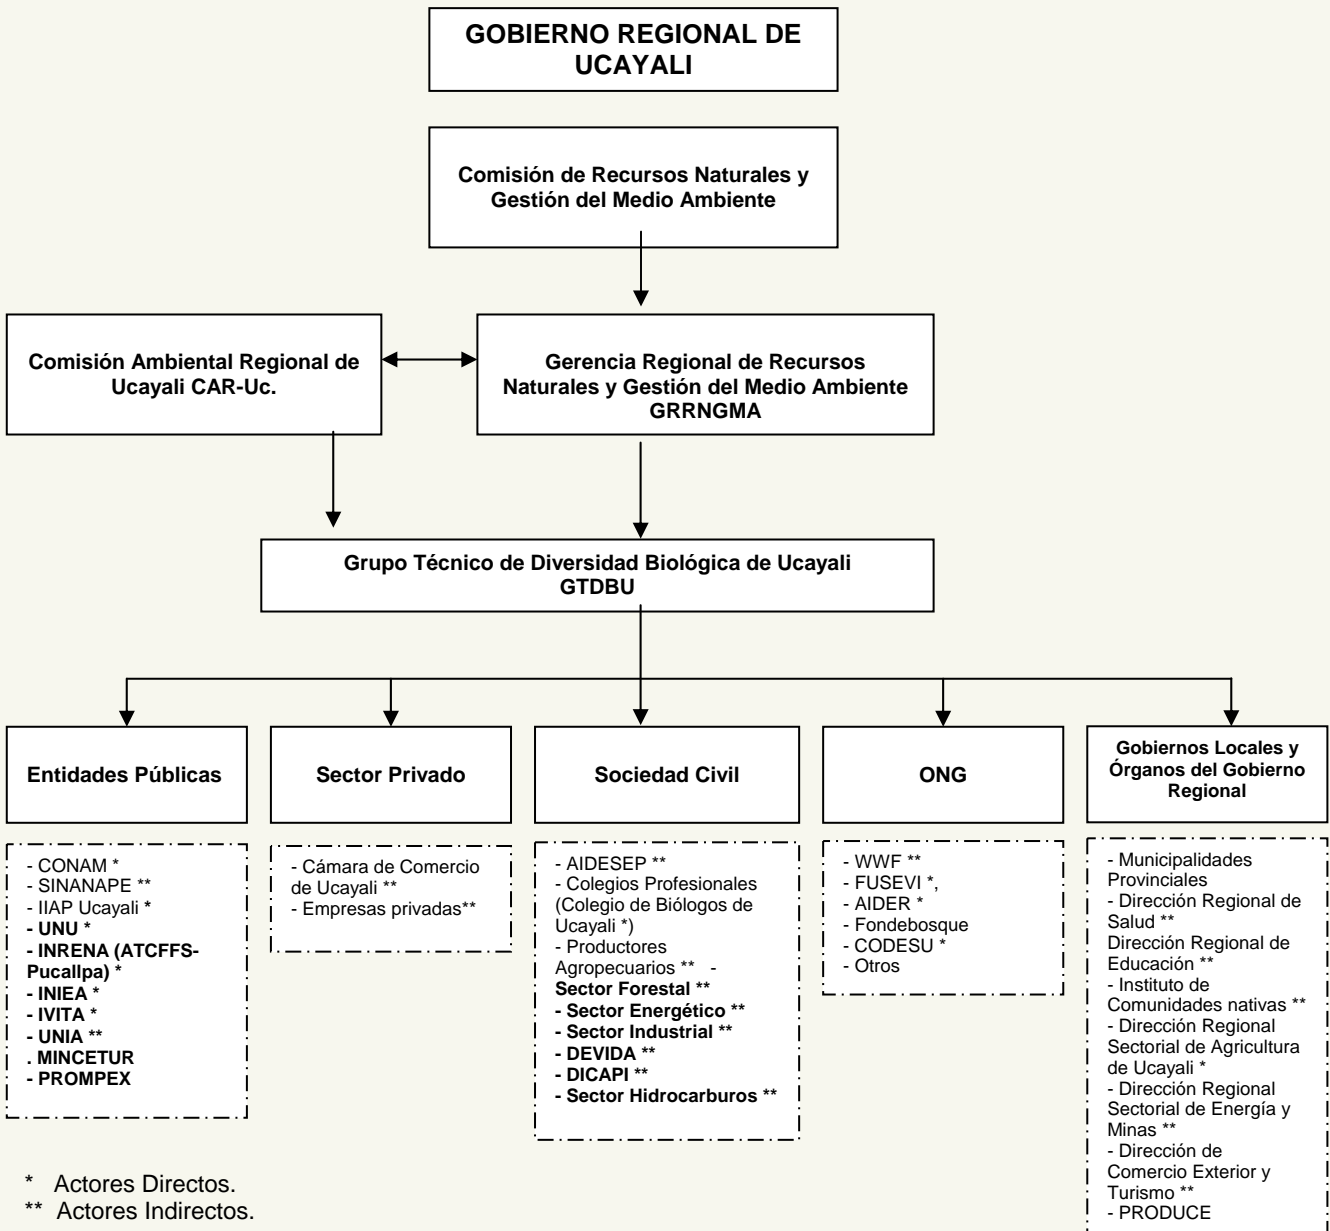 GOBIERNO REGIONAL DE
UCAYALI
Comisión de Recursos Naturales y
Gestión del Medio Ambiente
Comisión Ambiental Regional de
Ucayali CAR-Uc.
Gerencia Regional de Recursos
Naturales y Gestión del Medio Ambiente
GRRNGMA
Grupo Técnico de Diversidad Biológica de Ucayali
GTDBU
Entidades Públicas
- CONAM *
- SINANAPE **
- IIAP Ucayali *
- UNU *
- INRENA (ATCFFS-
Pucallpa) *
- INIEA *
- IVITA *
- UNIA **
. MINCETUR
- PROMPEX
Sector Privado
- Cámara de Comercio
de Ucayali **
- Empresas privadas**
Sociedad Civil
- AIDESEP **
- Colegios Profesionales
(Colegio de Biólogos de
Ucayali *)
- Productores
Agropecuarios ** -
Sector Forestal **
- Sector Energético **
- Sector Industrial **
- DEVIDA **
- DICAPI **
- Sector Hidrocarburos **
ONG
- WWF **
- FUSEVI *,
- AIDER *
- Fondebosque
- CODESU *
- Otros
Gobiernos Locales y
Órganos del Gobierno
Regional
- Municipalidades
Provinciales
- Dirección Regional de
Salud **
Dirección Regional de
Educación **
- Instituto de
Comunidades nativas **
- Dirección Regional
Sectorial de Agricultura
de Ucayali *
- Dirección Regional
Sectorial de Energía y
Minas **
- Dirección de
Comercio Exterior y
Turismo **
- PRODUCE
* Actores Directos.
** Actores Indirectos.